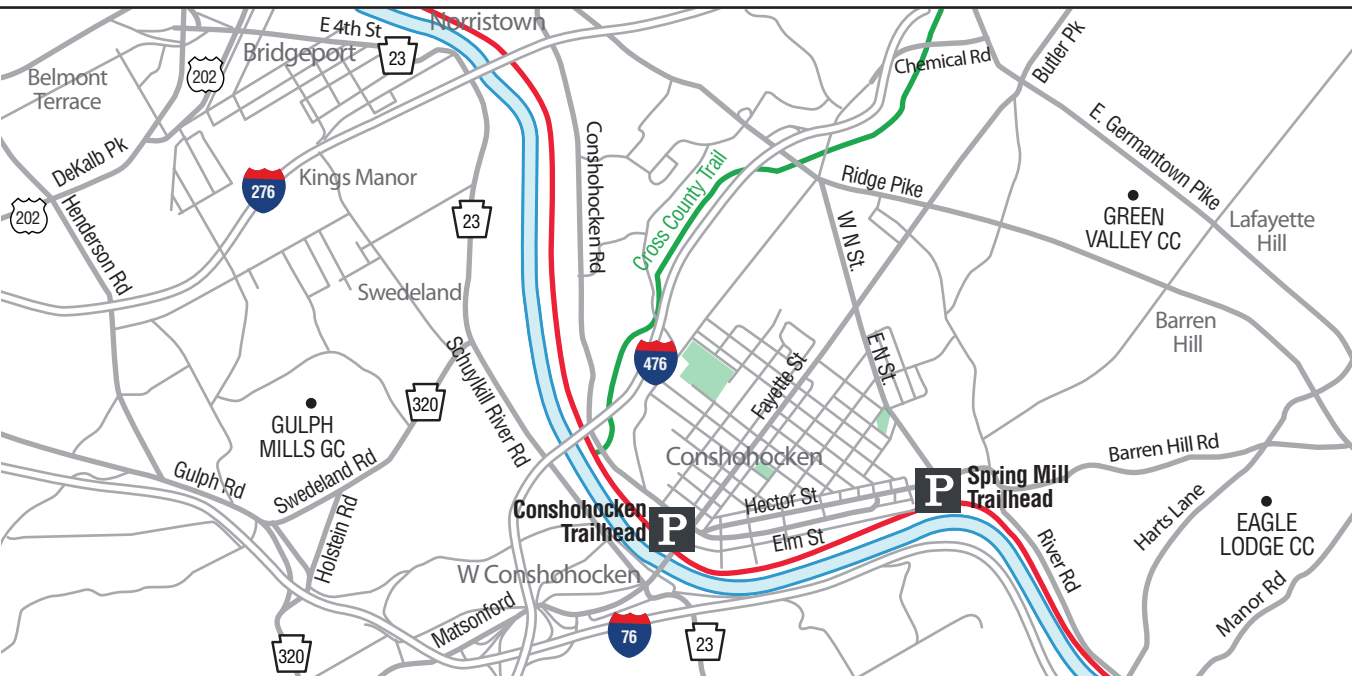 Norristown
E 4th St
23
Bridgeport
202
Belmont
Terrace
Chemical Rd
Butler Pk
E. Germantown Pike
DeKalb Pk
276
Kings Manor
Conshohocken Rd
Cross County Trail
Ridge Pike
GREEN
VALLEY CC
Lafayette
Hill
202
Henderson Rd
23
W N St.
Swedeland
Barren
Hill
476
E N St.
Schuylkill River Rd
Fayette St
320
GULPH
MILLS GC
Conshohocken
Barren Hill Rd
Gulph Rd
Swedeland Rd
P
Spring Mill
Trailhead
Hector St
Holstein Rd
Conshohocken
Trailhead
P
Elm St
Harts Lane
EAGLE
LODGE CC
River Rd
W Conshohocken
Matsonford
Manor Rd
76
23
320